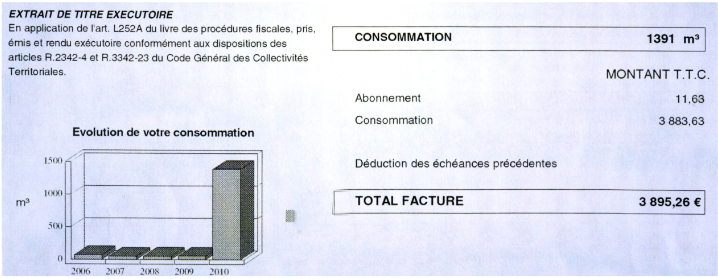 EXTRAIT DE TITRE EXECUTOIRE
En application de l'art. L252A du livre des procédures fiscales, pris,
émis et rendu exécutoire conformément aux dispositions des
articles R.2342-4 et R.3342-23 du Code Général des Collectivités
Territoriales.
Evolution de votre consommation
1500
1000
m³
500
0
2006 2007 2008 2009 2010
CONSOMMATION 1391 m³
MONTANT T.T.C.
Abonnement 11,63
Consommation 3 883,63
Déduction des échéances précédentes
TOTAL FACTURE 3 895,26 €